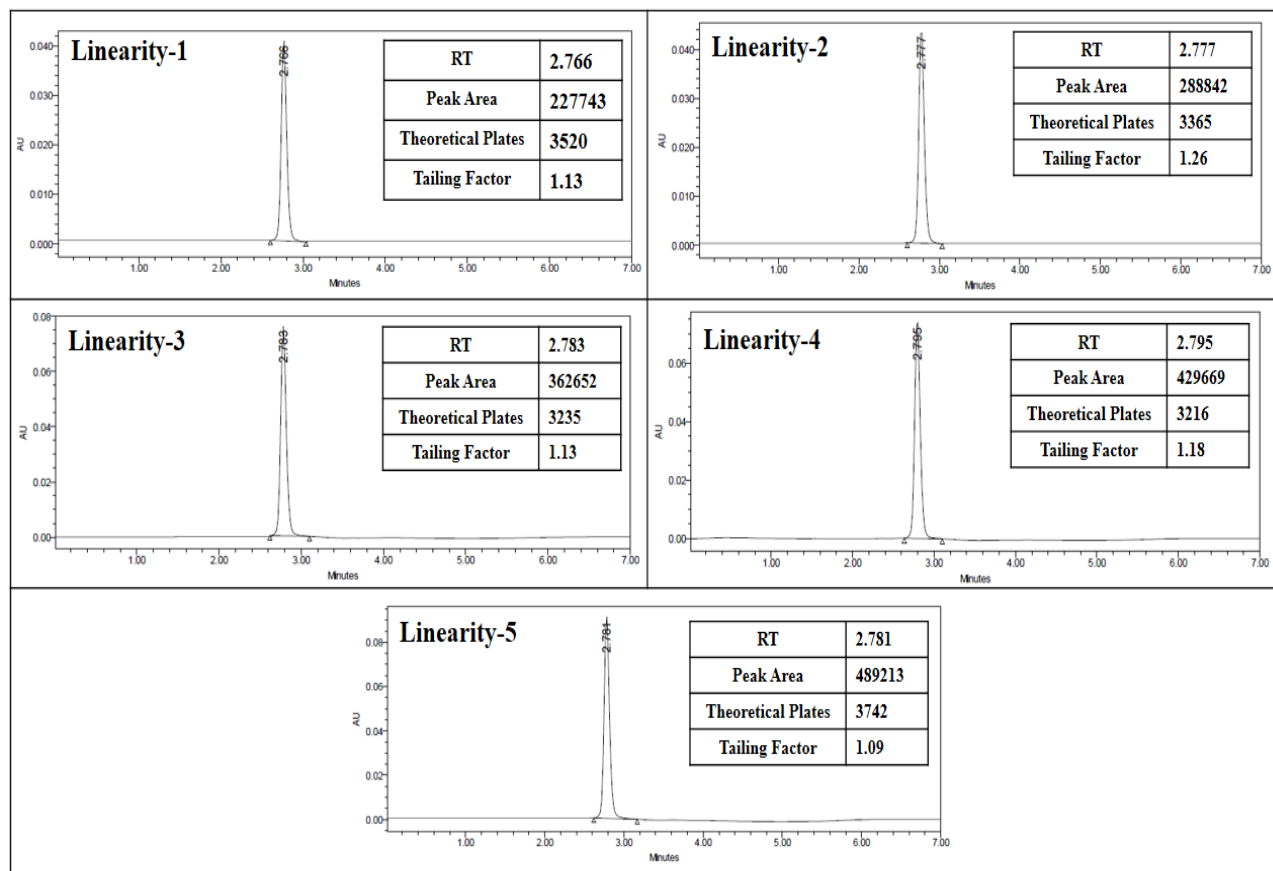 Linearity-1
RT 2.766
Peak Area 227743
Theoretical Plates 3520
Tailing Factor 1.13
2.766
AU
0.040
0.030
0.020
0.010
0.000
1.00 2.00 3.00 4.00 5.00 6.00 7.00
Minutes
Linearity-2
RT 2.777
Peak Area 288842
Theoretical Plates 3365
Tailing Factor 1.26
2.777
AU
0.040
0.030
0.020
0.010
0.000
1.00 2.00 3.00 4.00 5.00 6.00 7.00
Minutes
Linearity-3
RT 2.783
Peak Area 362652
Theoretical Plates 3235
Tailing Factor 1.13
2.783
AU
0.08
0.06
0.04
0.02
0.00
1.00 2.00 3.00 4.00 5.00 6.00 7.00
Minutes
Linearity-4
RT 2.795
Peak Area 429669
Theoretical Plates 3216
Tailing Factor 1.18
2.795
AU
0.06
0.04
0.02
0.00
1.00 2.00 3.00 4.00 5.00 6.00 7.00
Minutes
Linearity-5
RT 2.781
Peak Area 489213
Theoretical Plates 3742
Tailing Factor 1.09
2.781
AU
0.08
0.06
0.04
0.02
0.00
1.00 2.00 3.00 4.00 5.00 6.00 7.00
Minutes